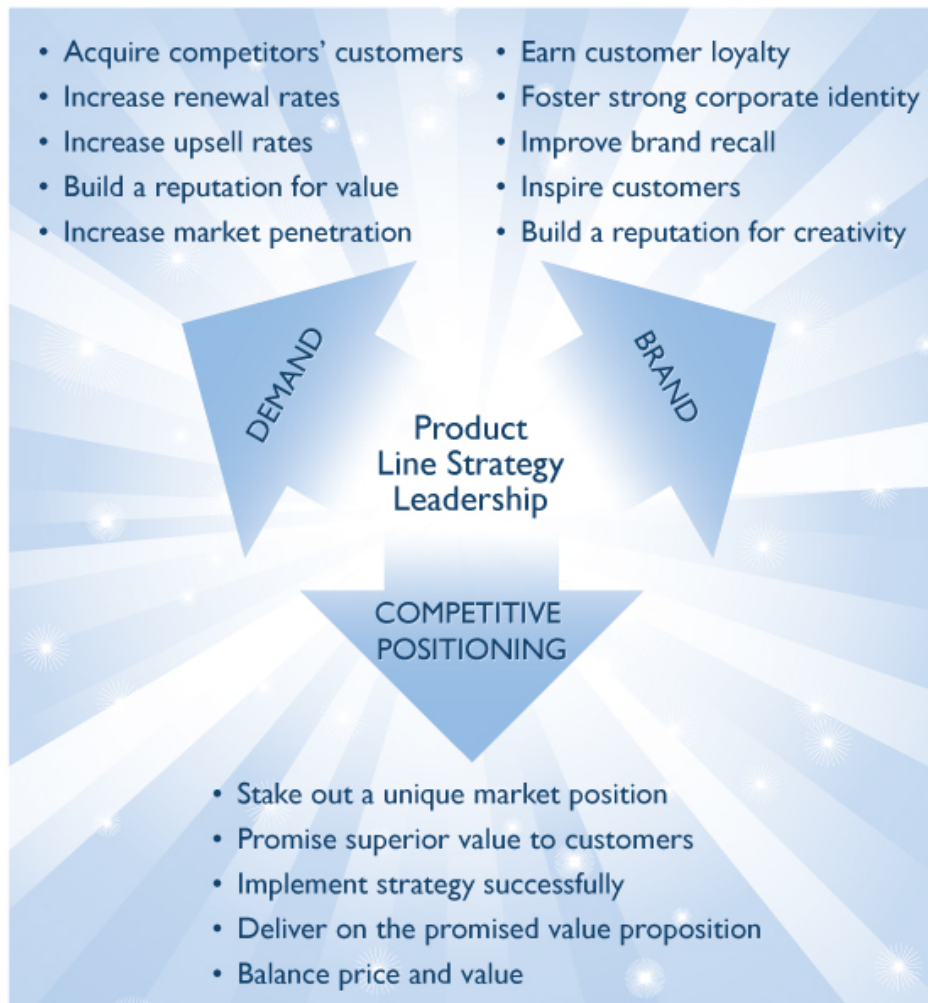 • Acquire competitors’ customers
• Increase renewal rates
• Increase upsell rates
• Build a reputation for value
• Increase market penetration
• Earn customer loyalty
• Foster strong corporate identity
• Improve brand recall
• Inspire customers
• Build a reputation for creativity
DEMAND
BRAND
Product
Line Strategy
Leadership
COMPETITIVE
POSITIONING
• Stake out a unique market position
• Promise superior value to customers
• Implement strategy successfully
• Deliver on the promised value proposition
• Balance price and value